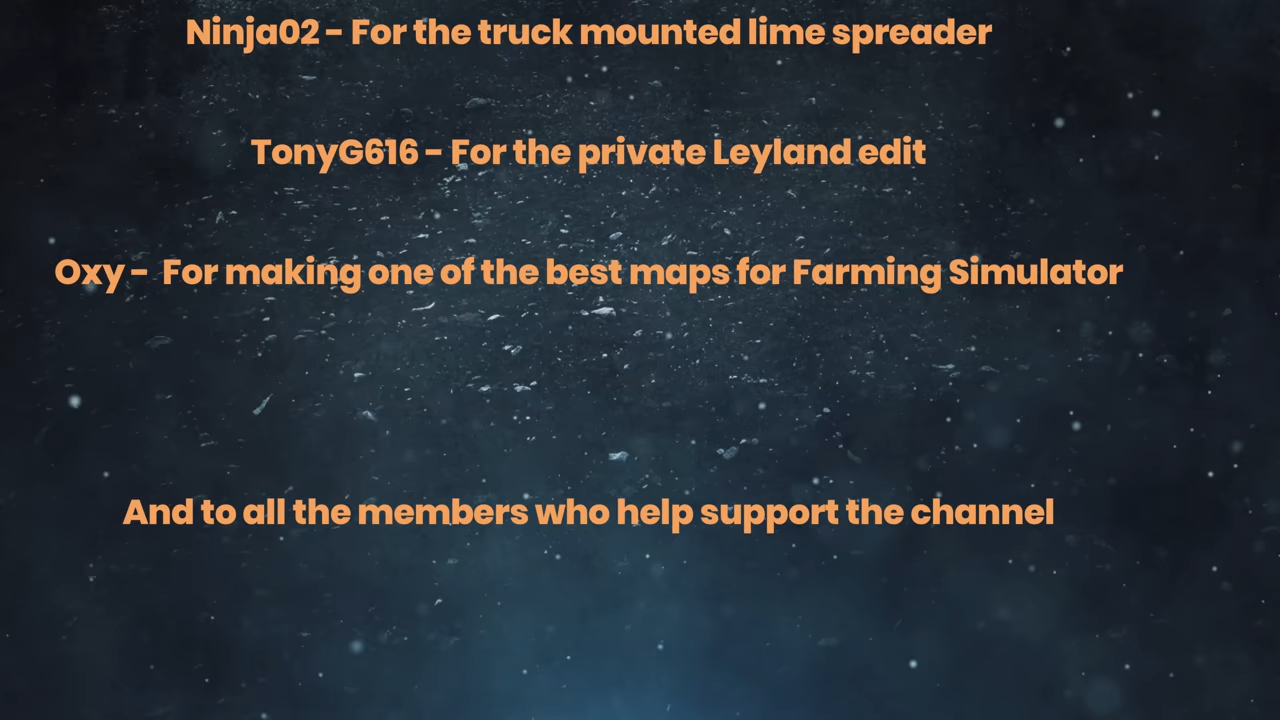 Ninja02 - For the truck mounted lime spreader
TonyG616 - For the private Leyland edit
Oxy - For making one of the best maps for Farming Simulator
And to all the members who help support the channel